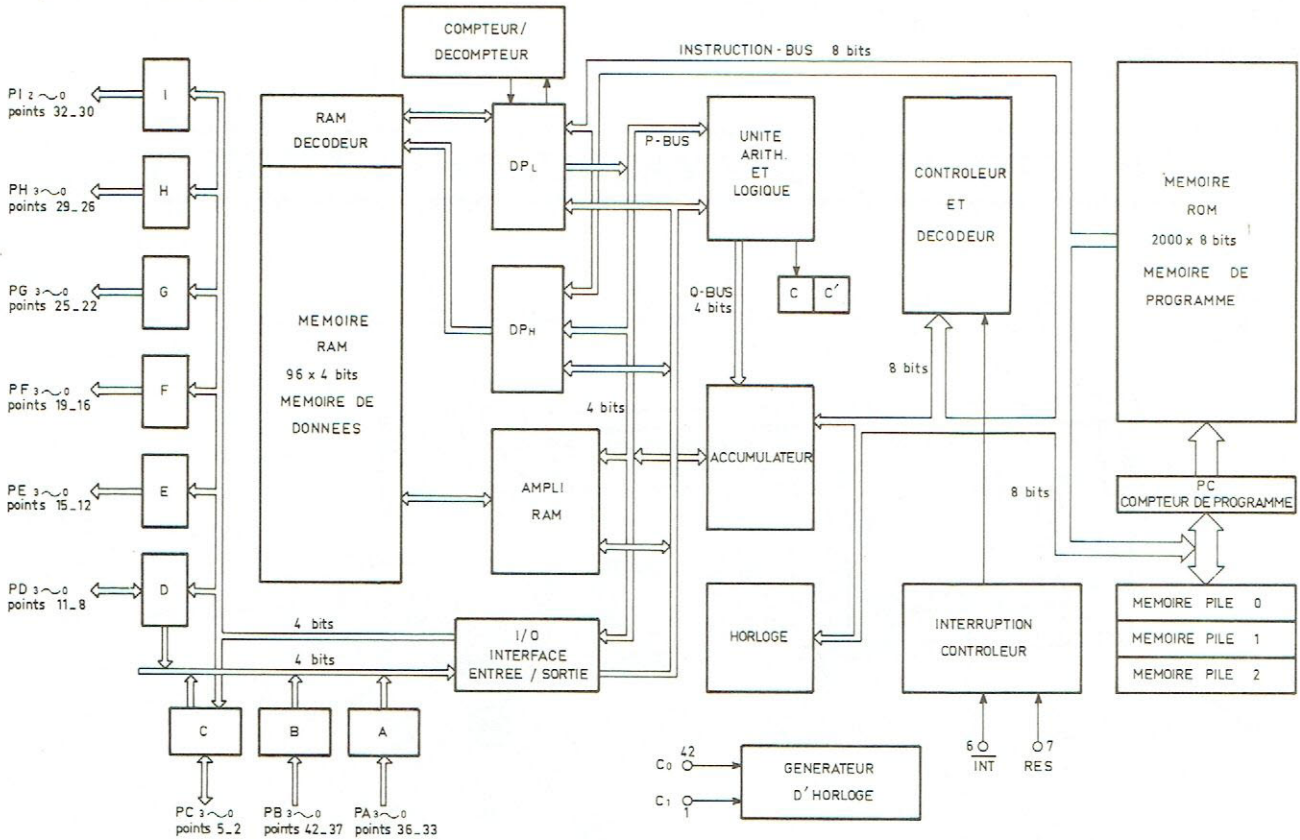 COMPTEUR/
DECOMPTEUR
INSTRUCTION-BUS 8 bits
PI 2~0
points 32_30
I
PH 3~0
points 29_26
H
PG 3~0
points 25_22
G
PF 3~0
points 19_16
F
PE 3~0
points 15_12
E
PD 3~0
points 11_8
D
RAM
DECODEUR
MEMOIRE
RAM
96 x 4 bits
MEMOIRE DE
DONNEES
DPL
DPH
AMPLI
RAM
P-BUS
UNITE
ARITH.
ET
LOGIQUE
Q-BUS
4 bits
C C'
4 bits
ACCUMULATEUR
HORLOGE
CONTROLEUR
ET
DECODEUR
8 bits
8 bits
MEMOIRE
ROM
2000 x 8 bits
MEMOIRE DE
PROGRAMME
PC
COMPTEUR DE PROGRAMME
MEMOIRE PILE 0
MEMOIRE PILE 1
MEMOIRE PILE 2
INTERRUPTION
CONTROLEUR
6 7
INT RES
4 bits
4 bits
I/O
INTERFACE
ENTREE / SORTIE
C
B
A
PC 3~0
points 5_2
PB 3~0
points 42_37
PA 3~0
points 36_33
C0 42
C1 1
GENERATEUR
D'HORLOGE